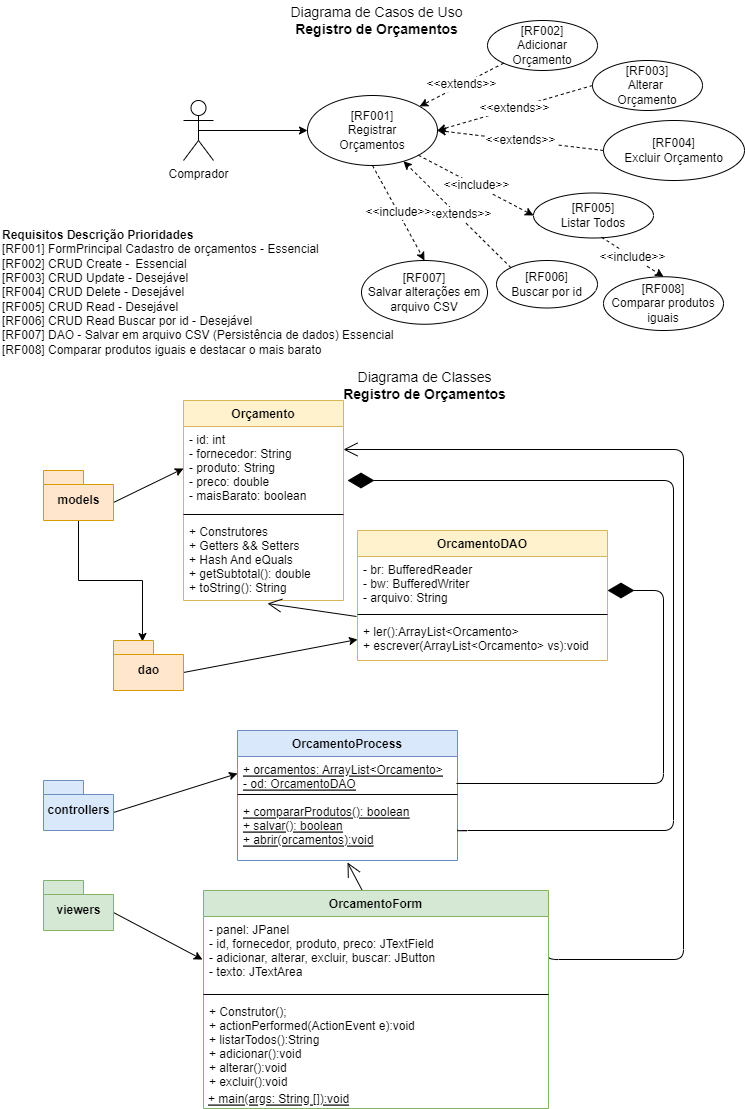 Diagrama de Casos de Uso
Registro de Orçamentos
[RF002]
Adicionar
Orçamento
<<extends>>
[RF003]
Alterar
Orçamento
<<extends>>
[RF001]
Registrar
Orçamentos
<<extends>>
[RF004]
Excluir Orçamento
Comprador
<<include>>
[RF005]
Listar Todos
<<include>>
extends>>
<<include>>
[RF007]
Salvar alterações em
arquivo CSV
[RF006]
Buscar por id
[RF008]
Comparar produtos
iguais
Requisitos Descrição Prioridades
[RF001] FormPrincipal Cadastro de orçamentos - Essencial
[RF002] CRUD Create -  Essencial
[RF003] CRUD Update - Desejável
[RF004] CRUD Delete - Desejável
[RF005] CRUD Read - Desejável
[RF006] CRUD Read Buscar por id - Desejável
[RF007] DAO - Salvar em arquivo CSV (Persistência de dados) Essencial
[RF008] Comparar produtos iguais e destacar o mais barato
Diagrama de Classes
Registro de Orçamentos
Orçamento
- id: int
- fornecedor: String
- produto: String
- preco: double
- maisBarato: boolean
+ Construtores
+ Getters && Setters
+ Hash And eQuals
+ getSubtotal(): double
+ toString(): String
models
OrcamentoDAO
- br: BufferedReader
- bw: BufferedWriter
- arquivo: String
+ ler():ArrayList<Orcamento>
+ escrever(ArrayList<Orcamento> vs):void
dao
OrcamentoProcess
+ orcamentos: ArrayList<Orcamento>
- od: OrcamentoDAO
+ compararProdutos(): boolean
+ salvar(): boolean
+ abrir(orcamentos):void
controllers
viewers
OrcamentoForm
- panel: JPanel
- id, fornecedor, produto, preco: JTextField
- adicionar, alterar, excluir, buscar: JButton
- texto: JTextArea
+ Construtor();
+ actionPerformed(ActionEvent e):void
+ listarTodos():String
+ adicionar():void
+ alterar():void
+ excluir():void
+ main(args: String []):void